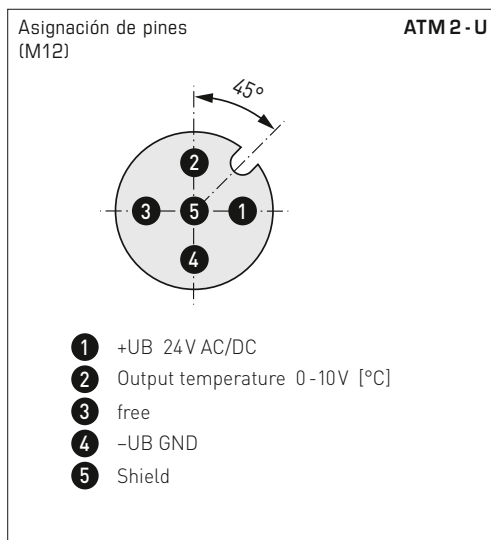 Asignación de pines ATM 2 - U
(M12)
45°
2
3 5 1
4
1 +UB 24V AC/DC
2 Output temperature 0-10V [°C]
3 free
4 –UB GND
5 Shield